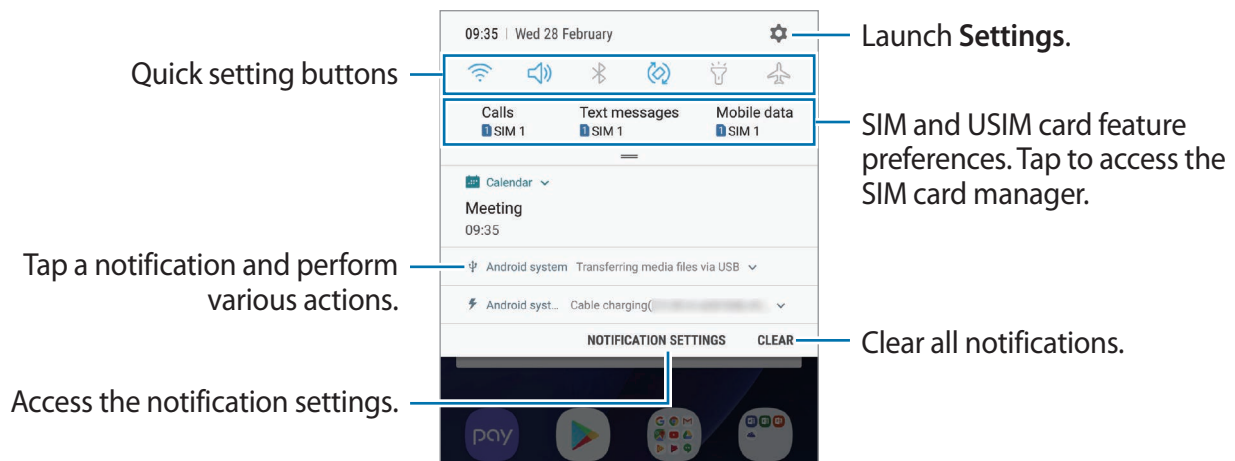 09:35 | Wed 28 February
Launch Settings.
Quick setting buttons
Calls Text messages Mobile data
1 SIM 1 1 SIM 1 1 SIM 1
SIM and USIM card feature
preferences. Tap to access the
SIM card manager.
Calendar
Meeting
09:35
Tap a notification and perform
various actions.
Android system Transferring media files via USB
Android syst... Cable charging(
NOTIFICATION SETTINGS CLEAR
Clear all notifications.
Access the notification settings.
pay